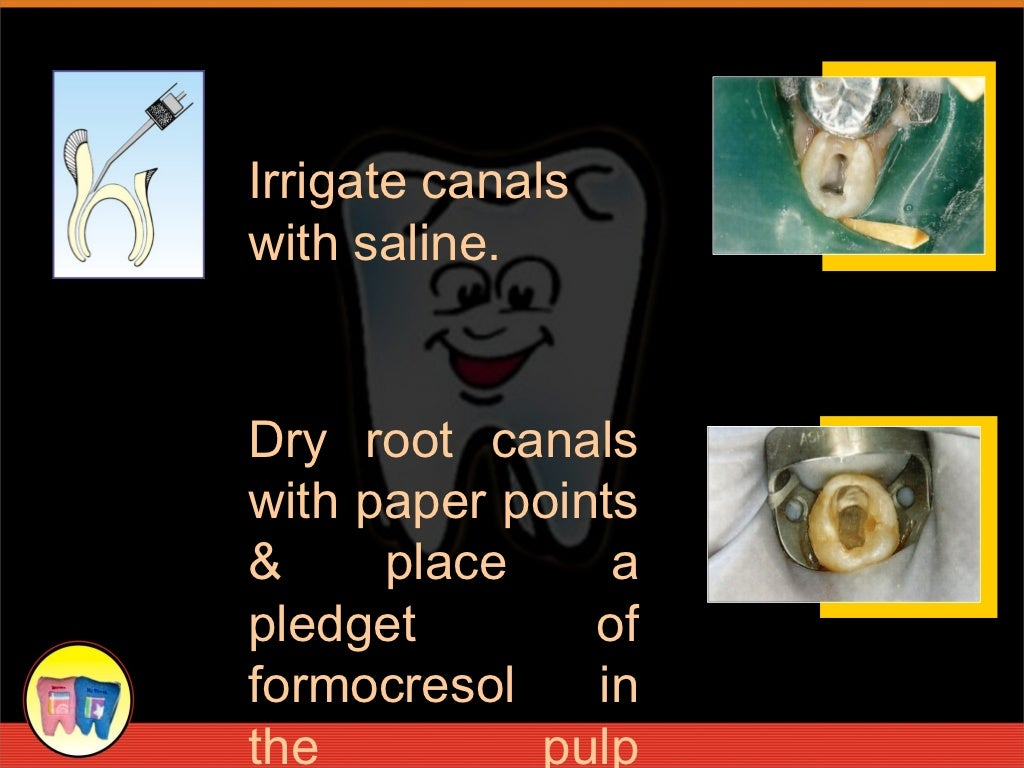 Irrigate canals
with saline.
Dry root canals
with paper points
& place a
pledget of
formocresol in
the pulp